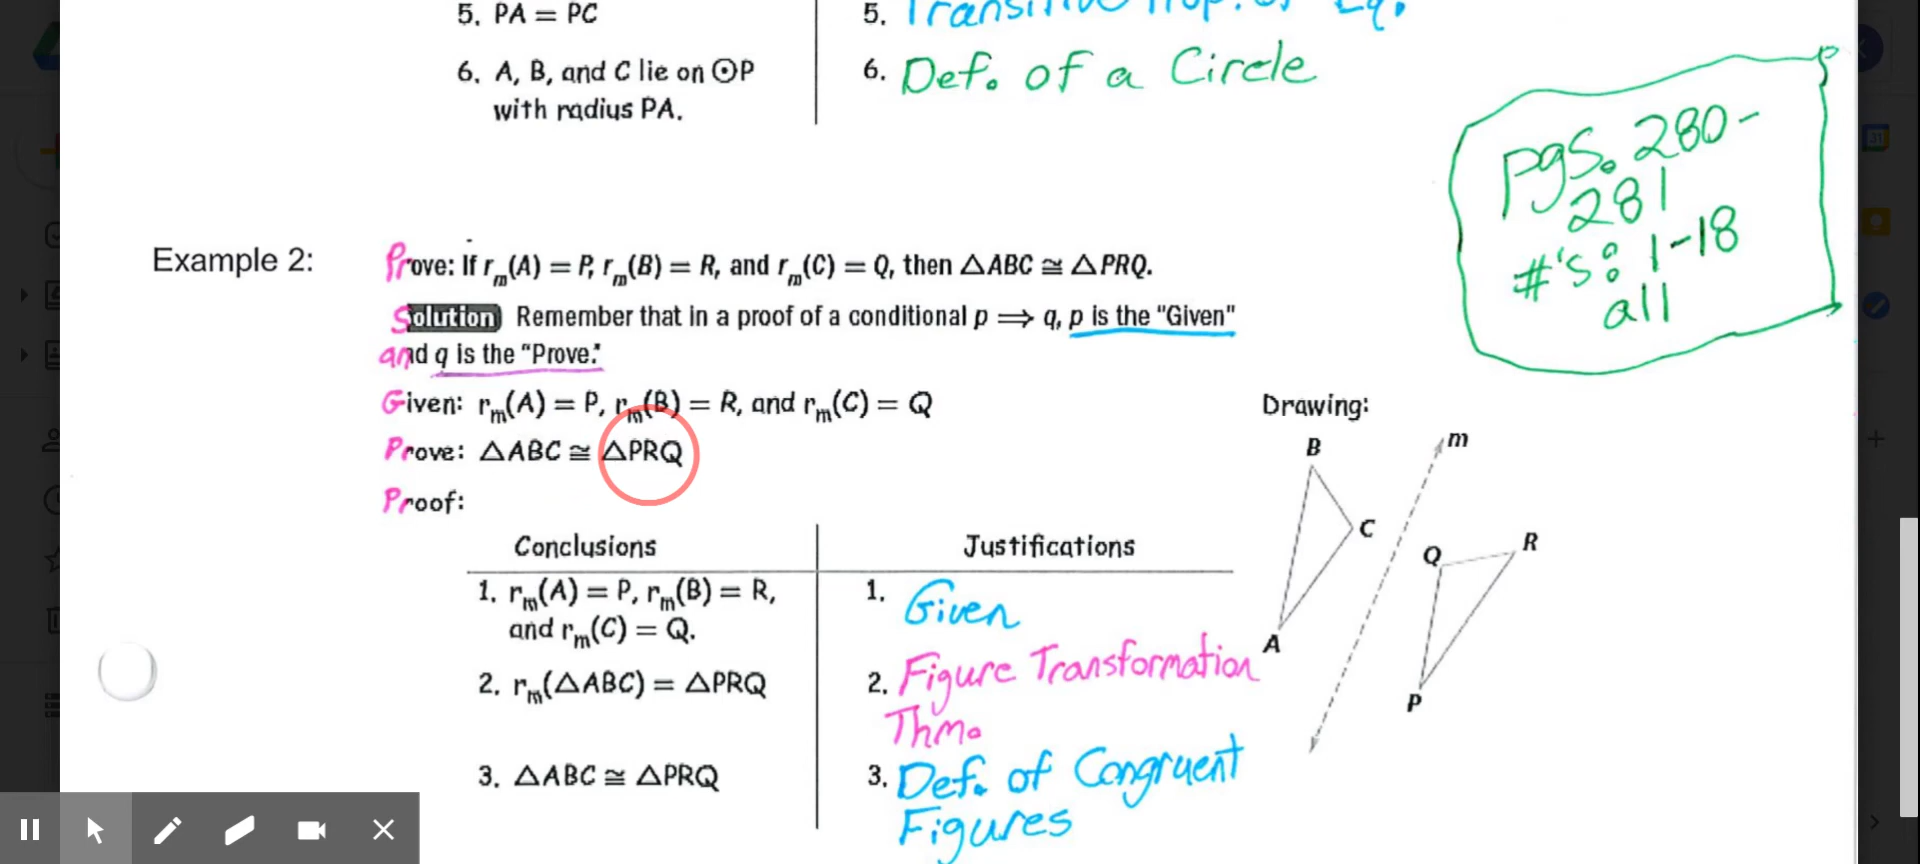 5. PA = PC
5. Transitive Prop. of Eq.
6. A, B, and C lie on ⊙P
with radius PA.
6. Def. of a Circle
pgs. 280-
281
#'s: 1-18
all
Example 2:
Prove: If rₘ(A) = P, rₘ(B) = R, and rₘ(C) = Q, then △ABC ≅ △PRQ.
Solution Remember that in a proof of a conditional p ⟹ q, p is the "Given"
and q is the "Prove."
Given: rₘ(A) = P, rₘ(B) = R, and rₘ(C) = Q
Prove: △ABC ≅ △PRQ
Proof:
Conclusions
Justifications
1. rₘ(A) = P, rₘ(B) = R,
and rₘ(C) = Q.
1. Given
2. rₘ(△ABC) = △PRQ
2. Figure Transformation
Thm.
3. △ABC ≅ △PRQ
3. Def. of Congruent
Figures
Drawing:
B
m
C
Q
R
A
P
31